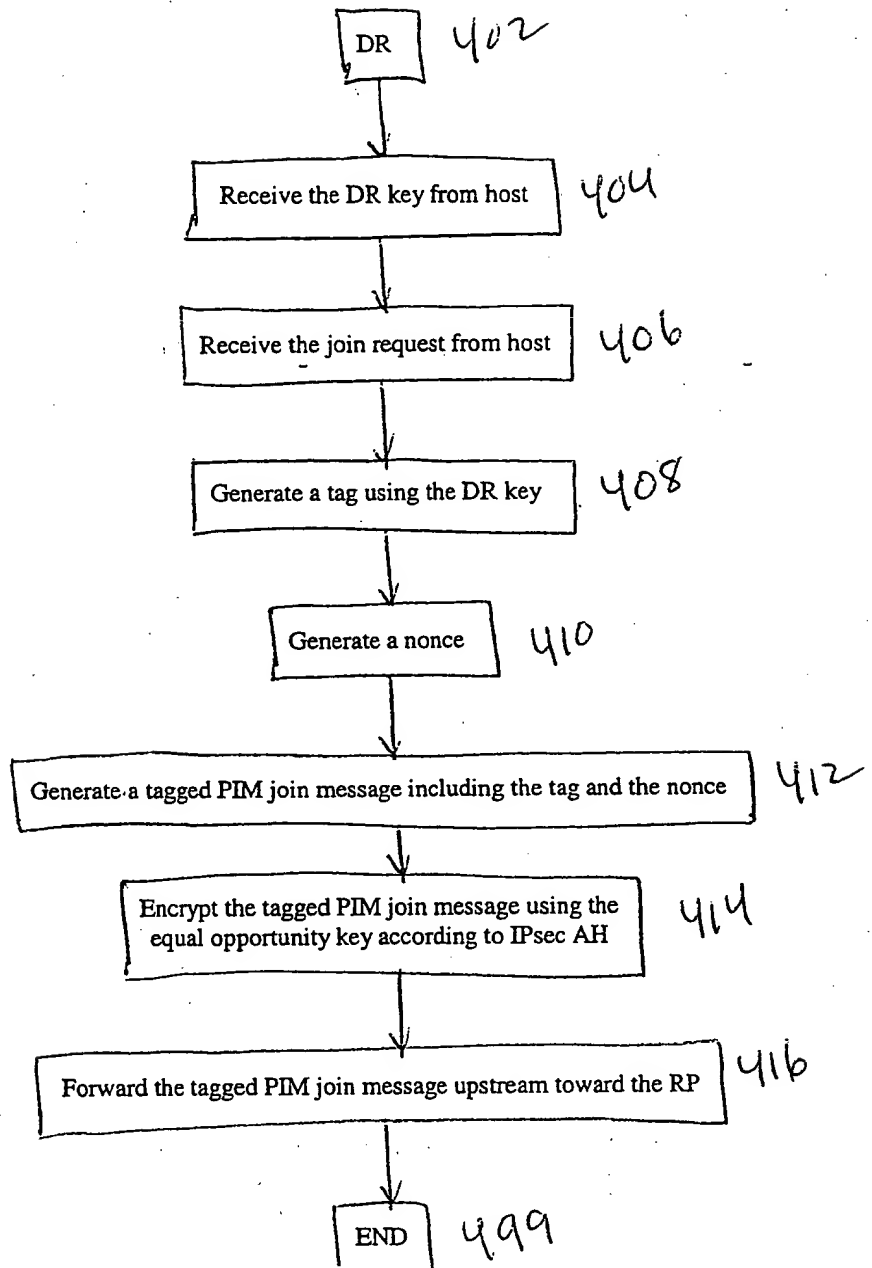 DR 402
Receive the DR key from host 404
Receive the join request from host 406
Generate a tag using the DR key 408
Generate a nonce 410
Generate a tagged PIM join message including the tag and the nonce 412
Encrypt the tagged PIM join message using the
equal opportunity key according to IPsec AH 414
Forward the tagged PIM join message upstream toward the RP 416
END 499